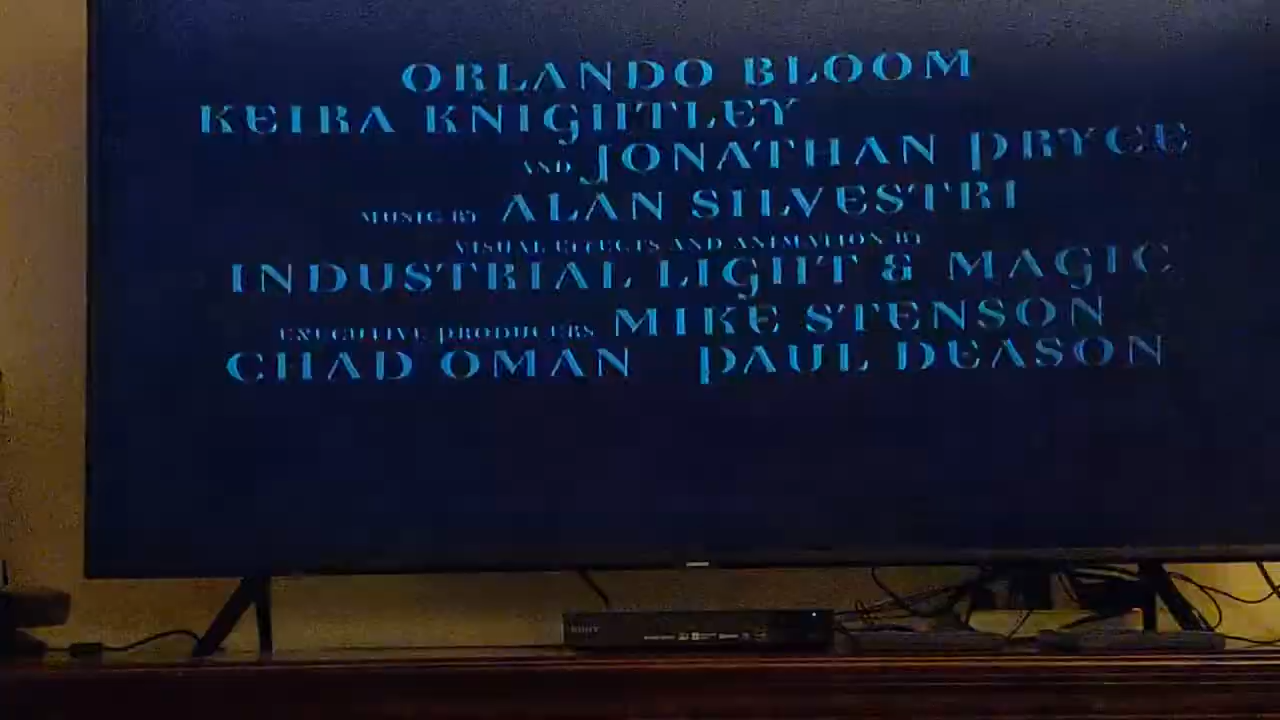 ORLANDO BLOOM
KEIRA KNIGHTLEY
AND JONATHAN PRYCE
MUSIC BY ALAN SILVESTRI
VISUAL EFFECTS AND ANIMATION BY
INDUSTRIAL LIGHT & MAGIC
EXECUTIVE PRODUCERS MIKE STENSON
CHAD OMAN PAUL DEASON
SONY